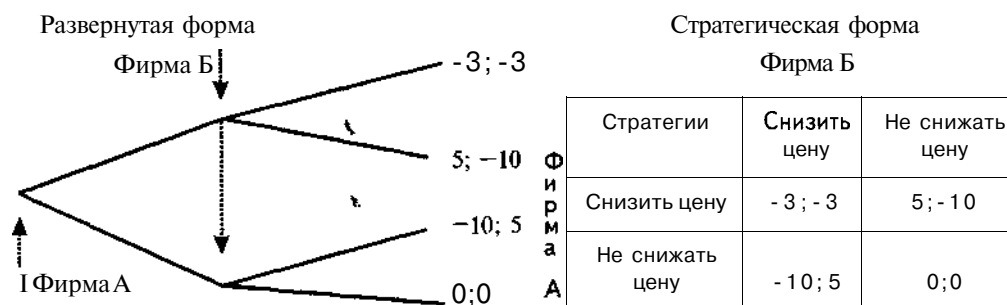 Развернутая форма
Фирма Б
-3; -3
5; -10
-10; 5
0;0
I Фирма А
Стратегическая форма
Фирма Б
Фирма А
Стратегии
Снизить
цену
Не снижать
цену
Снизить цену
-3;-3
5;-10
Не снижать
цену
-10;5
0;0